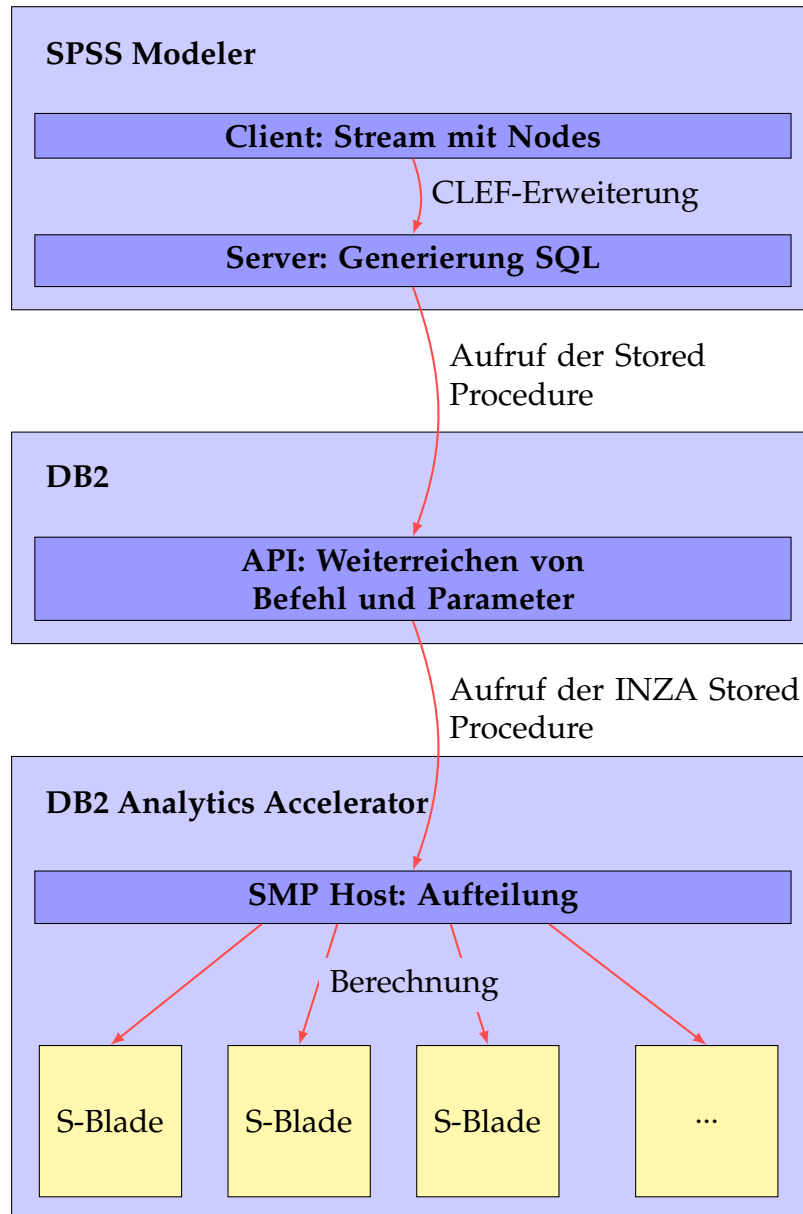 SPSS Modeler
Client: Stream mit Nodes
CLEF-Erweiterung
Server: Generierung SQL
Aufruf der Stored
Procedure
DB2
API: Weiterreichen von
Befehl und Parameter
Aufruf der INZA Stored
Procedure
DB2 Analytics Accelerator
SMP Host: Aufteilung
Berechnung
S-Blade
S-Blade
S-Blade
...